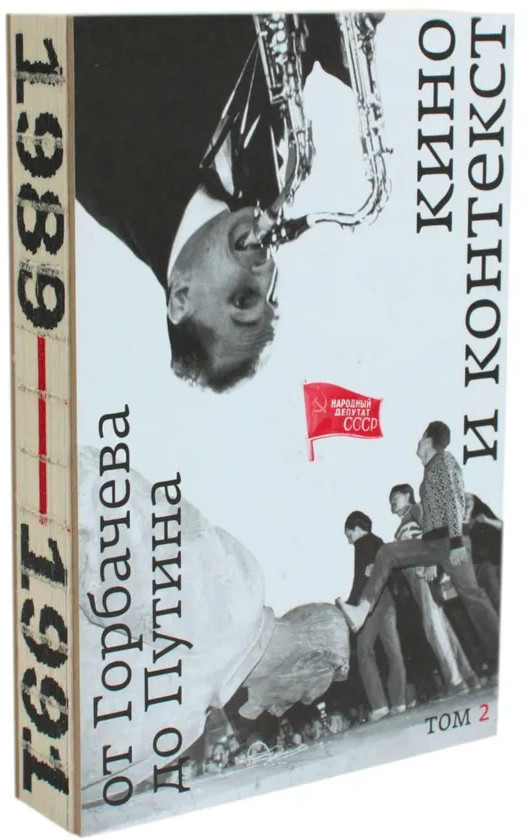 1989—1991
КИНО
И КОНТЕКСТ
НАРОДНЫЙ
ДЕПУТАТ
СССР
от Горбачева
до Путина
ТОМ 2